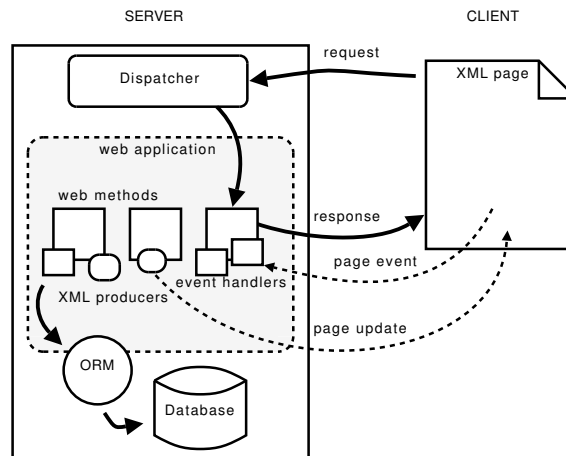 SERVER
CLIENT
request
Dispatcher
XML page
web application
web methods
response
page event
event handlers
XML producers
page update
ORM
Database